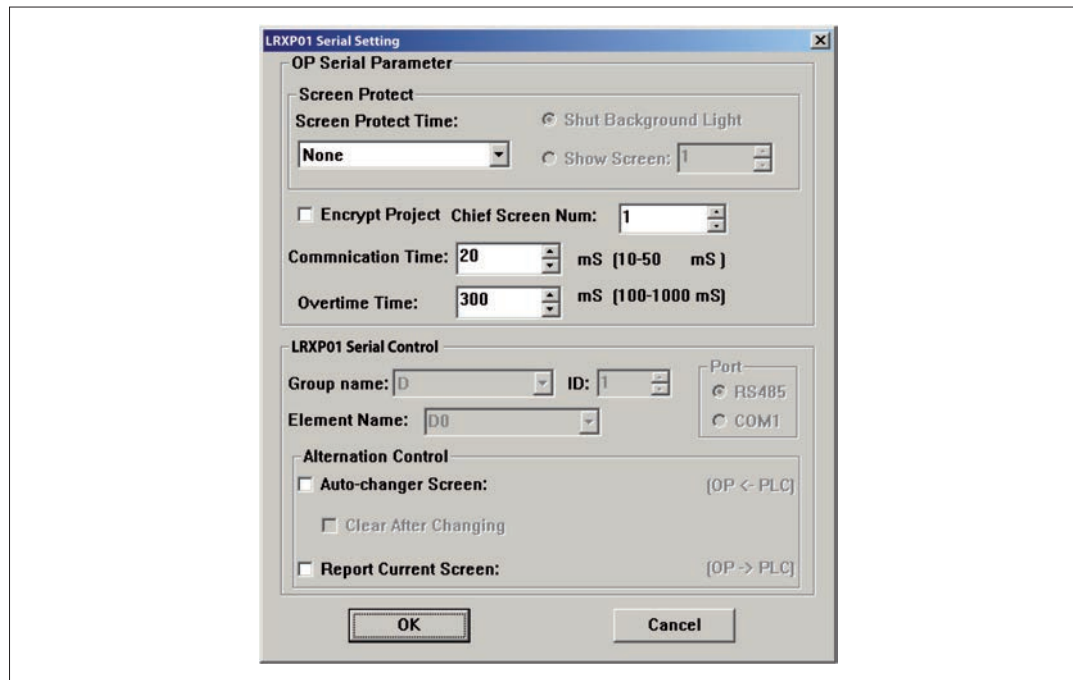 LRXP01 Serial Setting
OP Serial Parameter
Screen Protect
Screen Protect Time:
Shut Background Light
None
Show Screen: 1
Encrypt Project Chief Screen Num: 1
Commnication Time: 20 mS (10-50 mS)
Overtime Time: 300 mS (100-1000 mS)
LRXP01 Serial Control
Group name: D ID: 1
Port
RS485
Element Name: D0
COM1
Alternation Control
Auto-changer Screen: (OP <- PLC)
Clear After Changing
Report Current Screen: (OP -> PLC)
OK Cancel